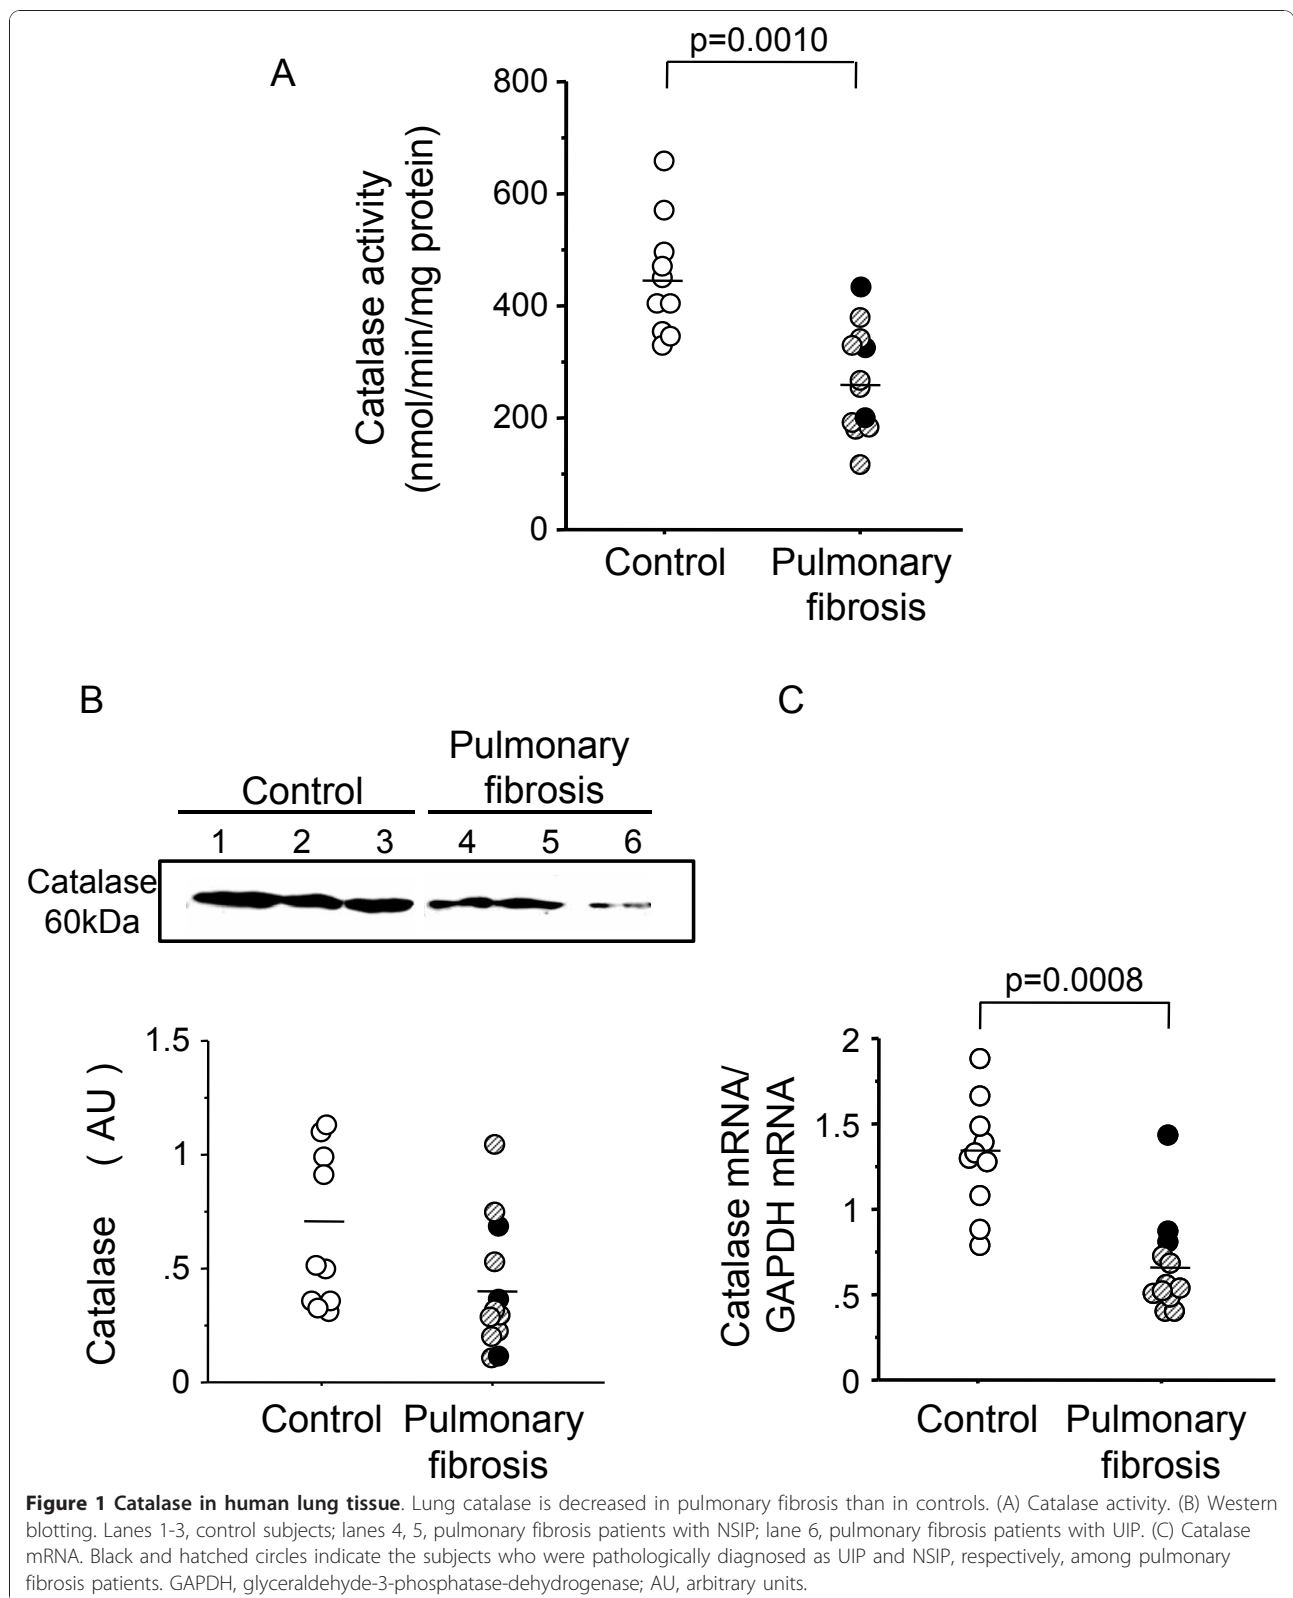 A
p=0.0010
800
600
400
200
0
Catalase activity
(nmol/min/mg protein)
Control
Pulmonary
fibrosis
B
Control
Pulmonary
fibrosis
1 2 3 4 5 6
Catalase
60kDa
1.5
1
.5
0
Catalase ( AU )
Control
Pulmonary
fibrosis
C
p=0.0008
2
1.5
1
.5
0
Catalase mRNA/
GAPDH mRNA
Control
Pulmonary
fibrosis
Figure 1 Catalase in human lung tissue. Lung catalase is decreased in pulmonary fibrosis than in controls. (A) Catalase activity. (B) Western
blotting. Lanes 1-3, control subjects; lanes 4, 5, pulmonary fibrosis patients with NSIP; lane 6, pulmonary fibrosis patients with UIP. (C) Catalase
mRNA. Black and hatched circles indicate the subjects who were pathologically diagnosed as UIP and NSIP, respectively, among pulmonary
fibrosis patients. GAPDH, glyceraldehyde-3-phosphatase-dehydrogenase; AU, arbitrary units.